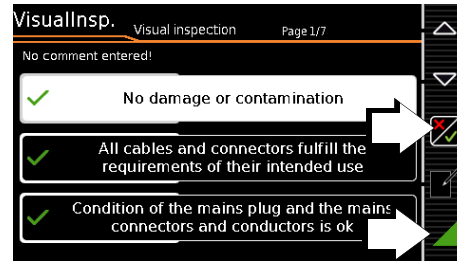 VisualInsp. Visual inspection Page 1/7
No comment entered!
No damage or contamination
All cables and connectors fulfill the
requirements of their intended use
Condition of the mains plug and the mains
connectors and conductors is ok